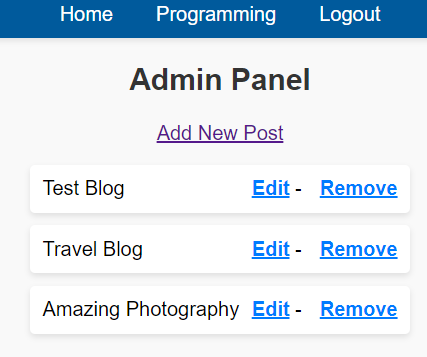 Home Programming Logout
Admin Panel
Add New Post
Test Blog Edit - Remove
Travel Blog Edit - Remove
Amazing Photography Edit - Remove